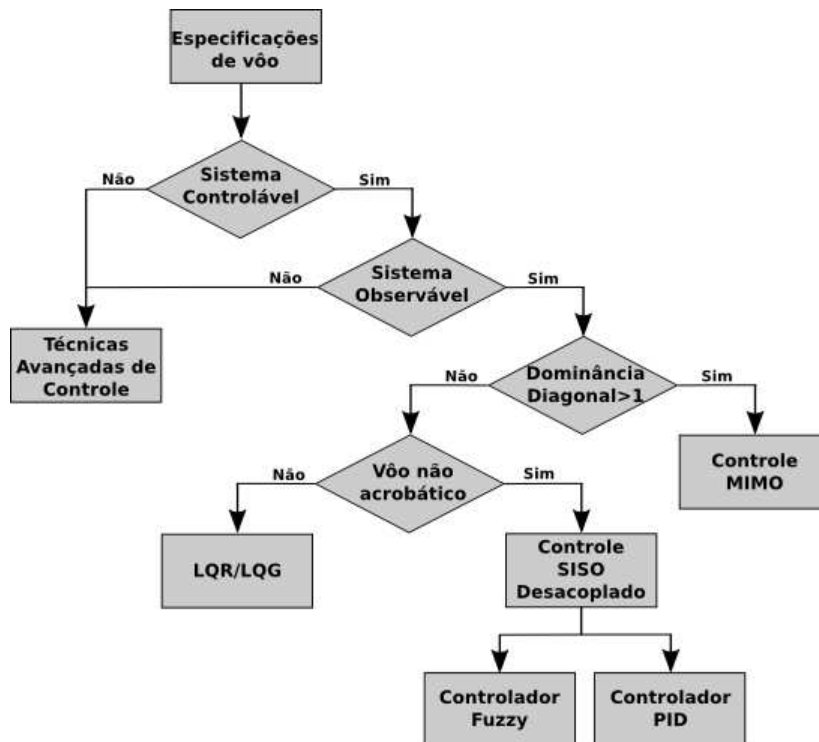 Especificações
de vôo
Sistema
Controlável
Não
Sim
Sistema
Observável
Não
Sim
Técnicas
Avançadas de
Controle
Dominância
Diagonal>1
Não
Sim
Controle
MIMO
Vôo não
acrobático
Não
Sim
LQR/LQG
Controle
SISO
Desacoplado
Controlador
Fuzzy
Controlador
PID